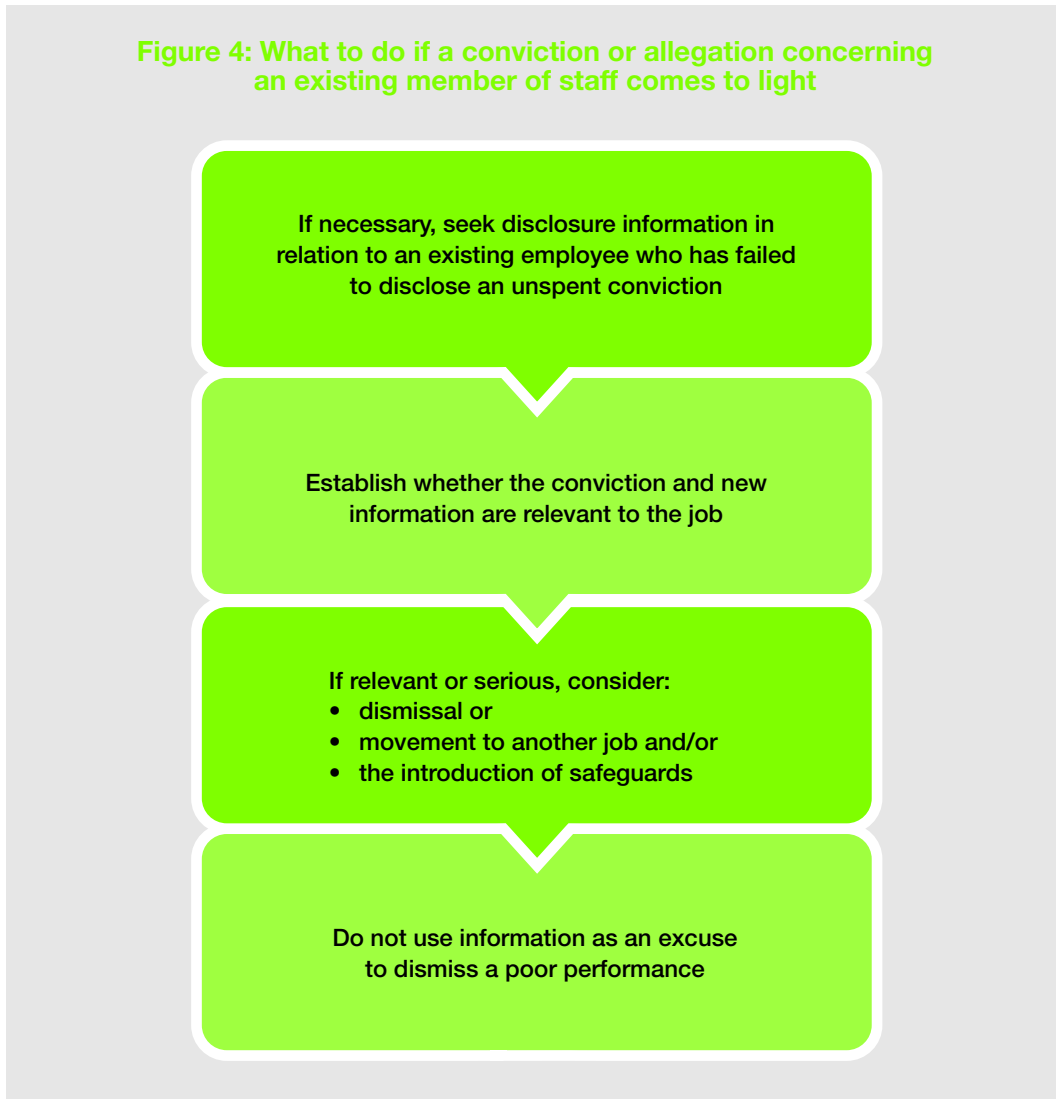 Figure 4: What to do if a conviction or allegation concerning
an existing member of staff comes to light
If necessary, seek disclosure information in
relation to an existing employee who has failed
to disclose an unspent conviction
Establish whether the conviction and new
information are relevant to the job
If relevant or serious, consider:
• dismissal or
• movement to another job and/or
• the introduction of safeguards
Do not use information as an excuse
to dismiss a poor performance